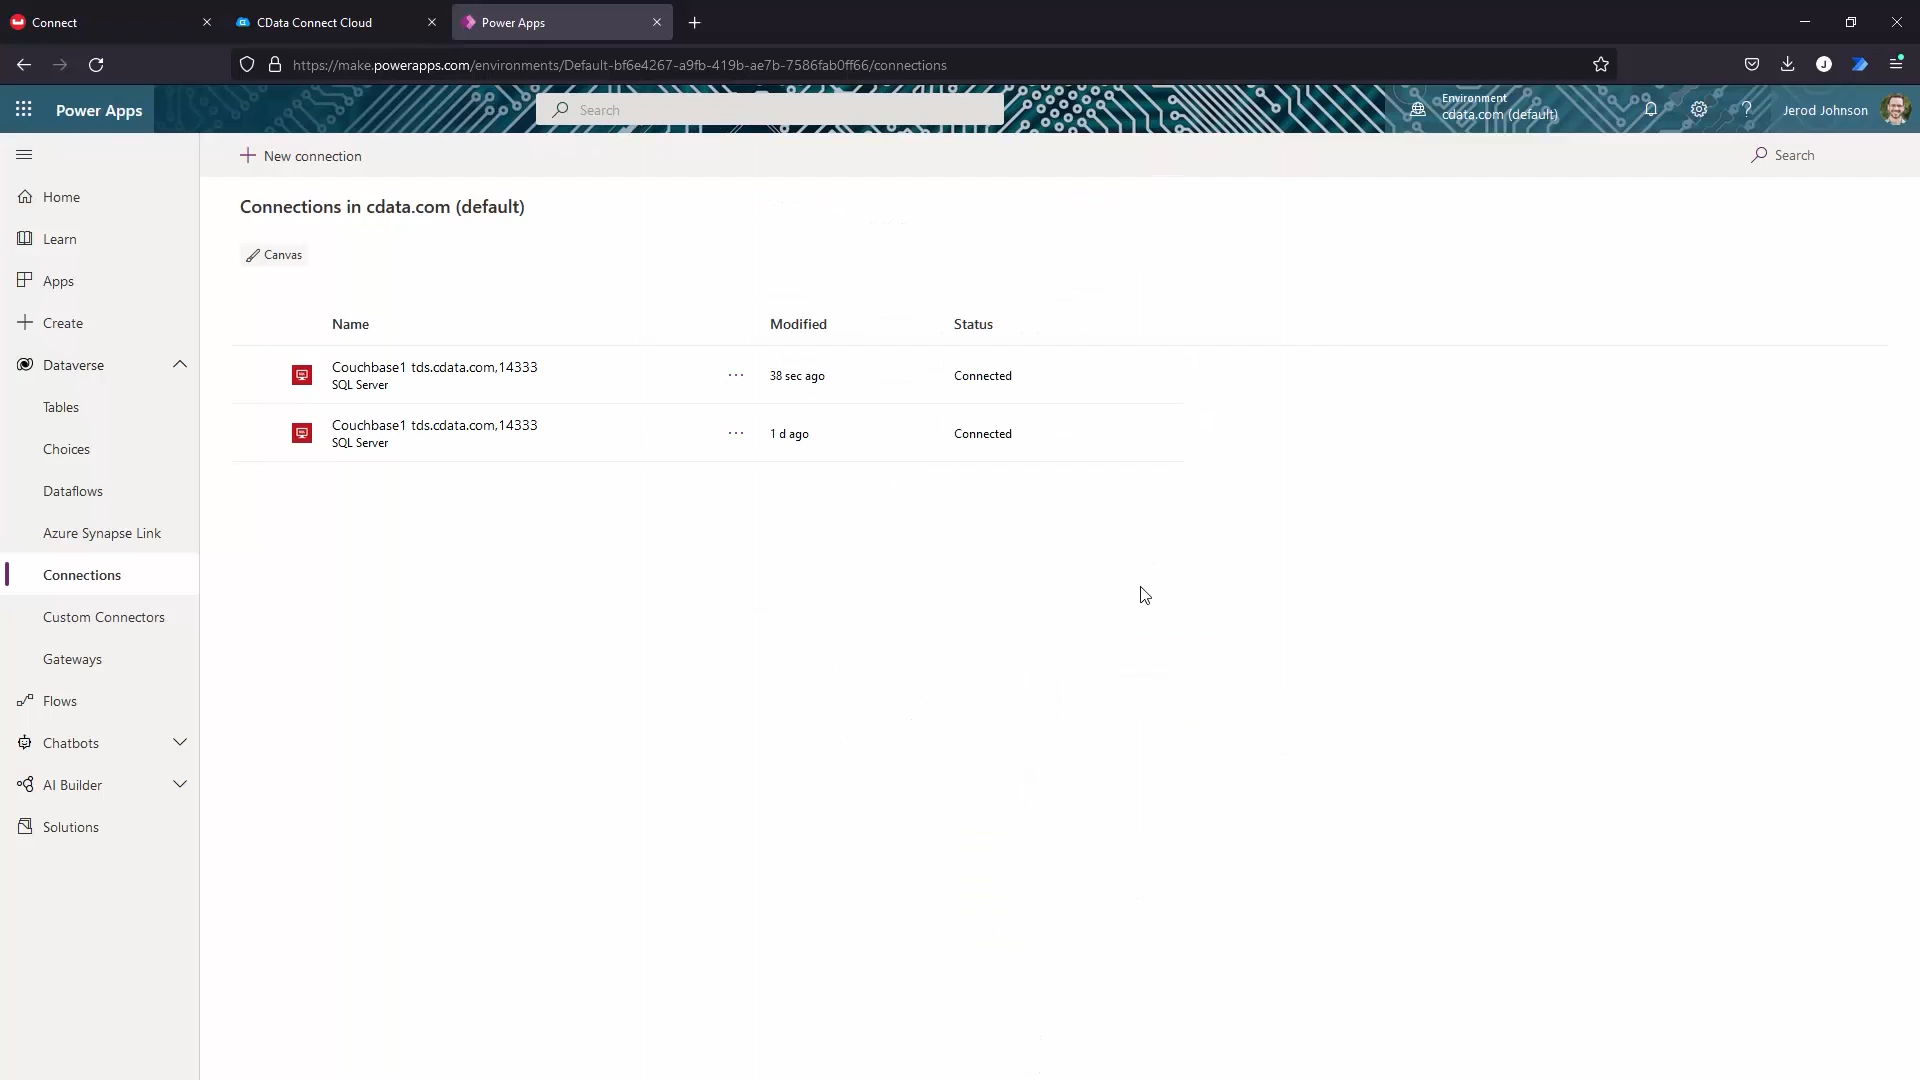 Connect
CData Connect Cloud
Power Apps
https://make.powerapps.com/environments/Default-bf6e4267-a9fb-419b-ae7b-7586fab0ff66/connections
J
Power Apps
Search
Environment
cdata.com (default)
?
Jerod Johnson
New connection
Search
Home
Learn
Apps
Create
Dataverse
Tables
Choices
Dataflows
Azure Synapse Link
Connections
Custom Connectors
Gateways
Flows
Chatbots
AI Builder
Solutions
Connections in cdata.com (default)
Canvas
Name Modified Status
Couchbase1 tds.cdata.com,14333
SQL Server
... 38 sec ago Connected
Couchbase1 tds.cdata.com,14333
SQL Server
... 1 d ago Connected